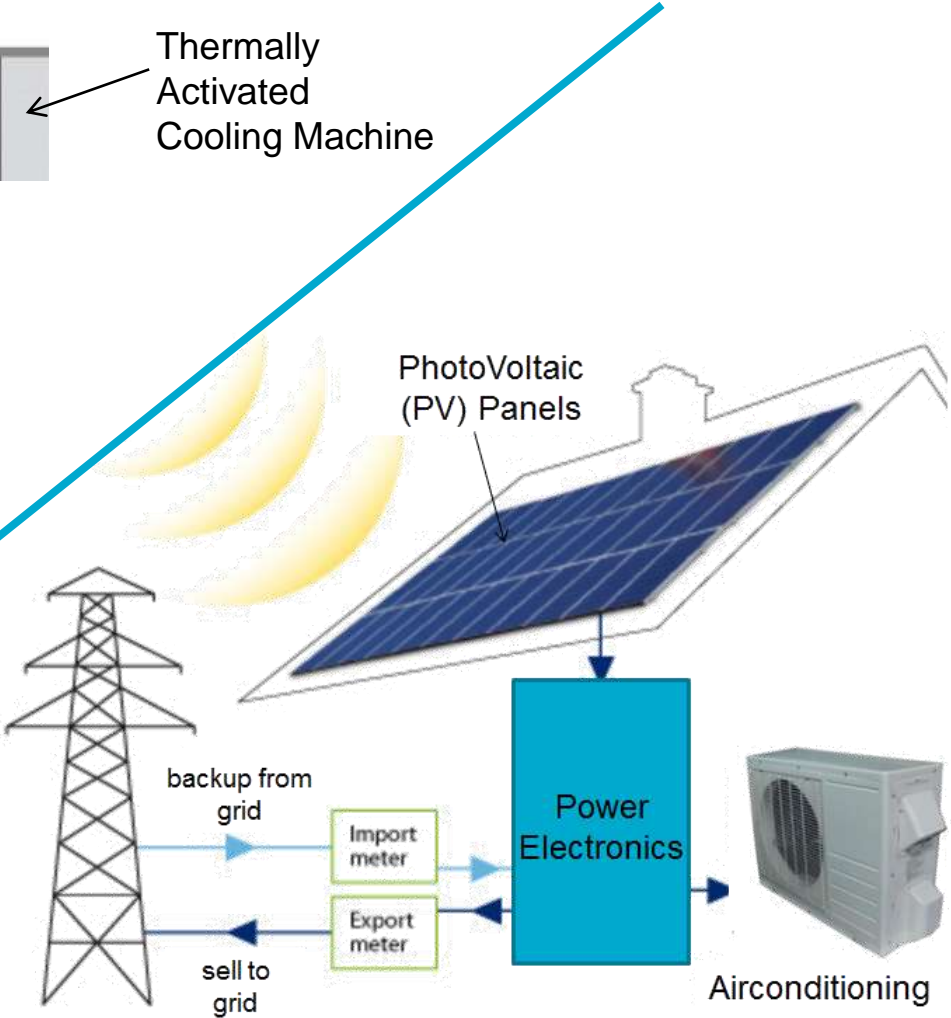 Thermally
Activated
Cooling Machine
PhotoVoltaic
(PV) Panels
backup from
grid
Import
meter
Power
Electronics
Export
meter
sell to
grid
Airconditioning